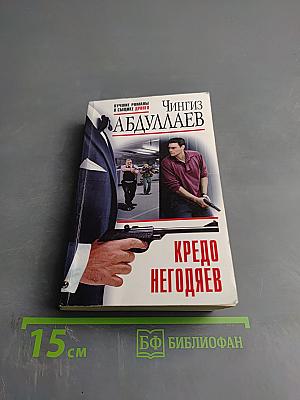 ЛУЧШИЕ РОМАНЫ
О СЫЩИКЕ ДРОНГО
ЧИНГИЗ
АБДУЛЛАЕВ
КРЕДО
НЕГОДЯЕВ
15 см
БФ БИБЛИОФАН